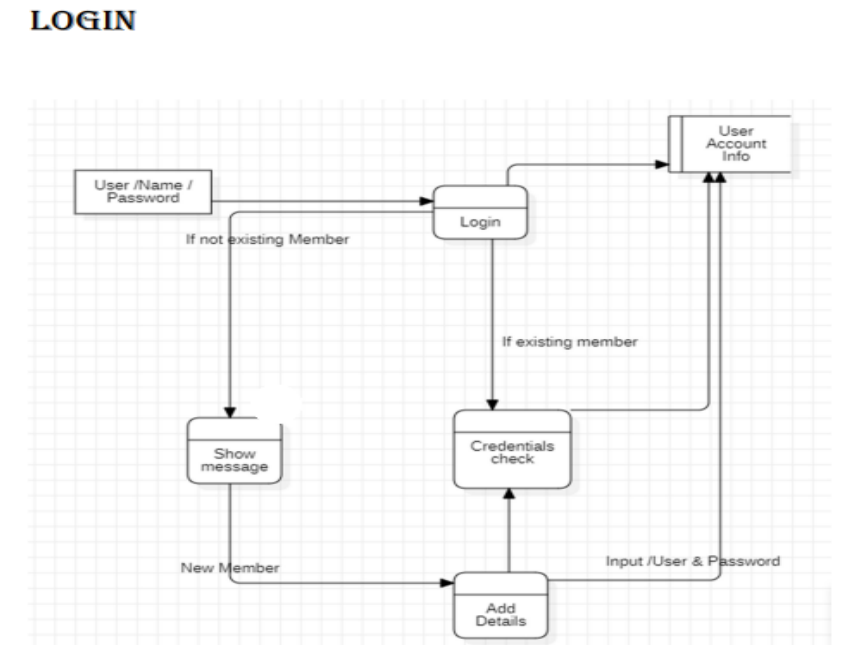 LOGIN
User
Account
Info
User /Name /
Password
Login
If not existing Member
If existing member
Credentials
check
Show
message
Input /User & Password
New Member
Add
Details